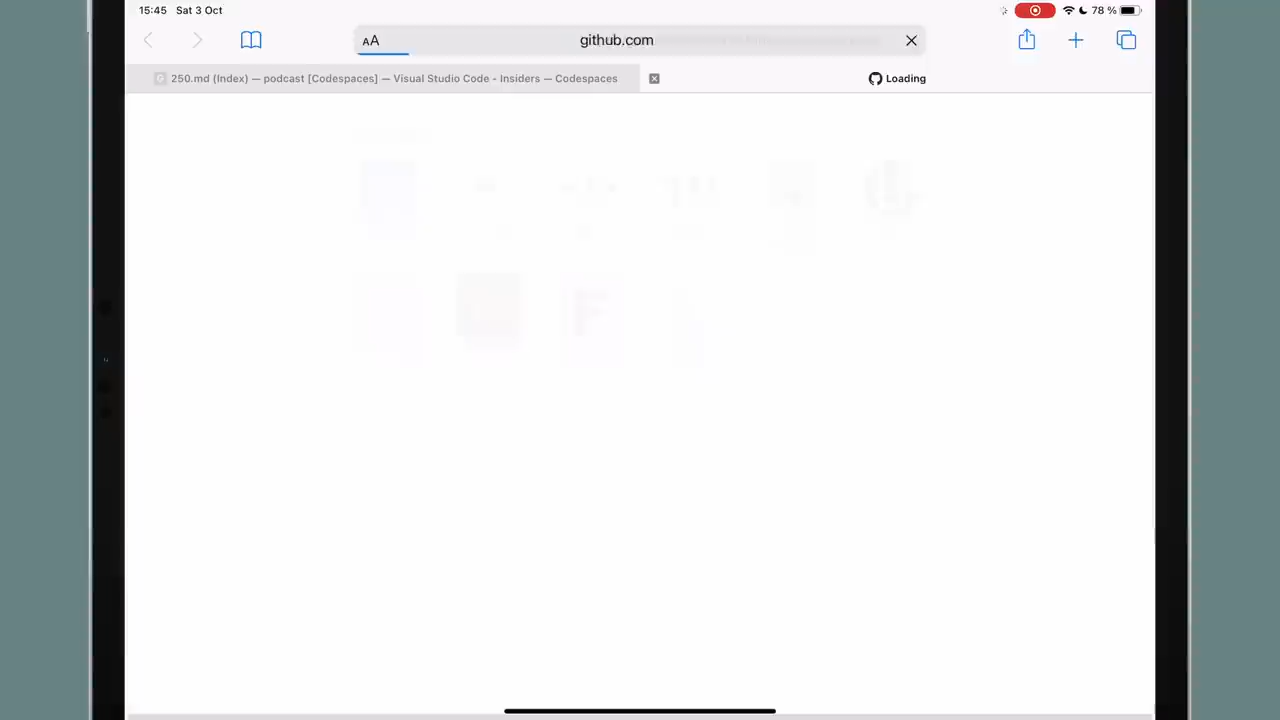 15:45 Sat 3 Oct 78 %
AA github.com
250.md (Index) — podcast [Codespaces] — Visual Studio Code - Insiders — Codespaces
Loading